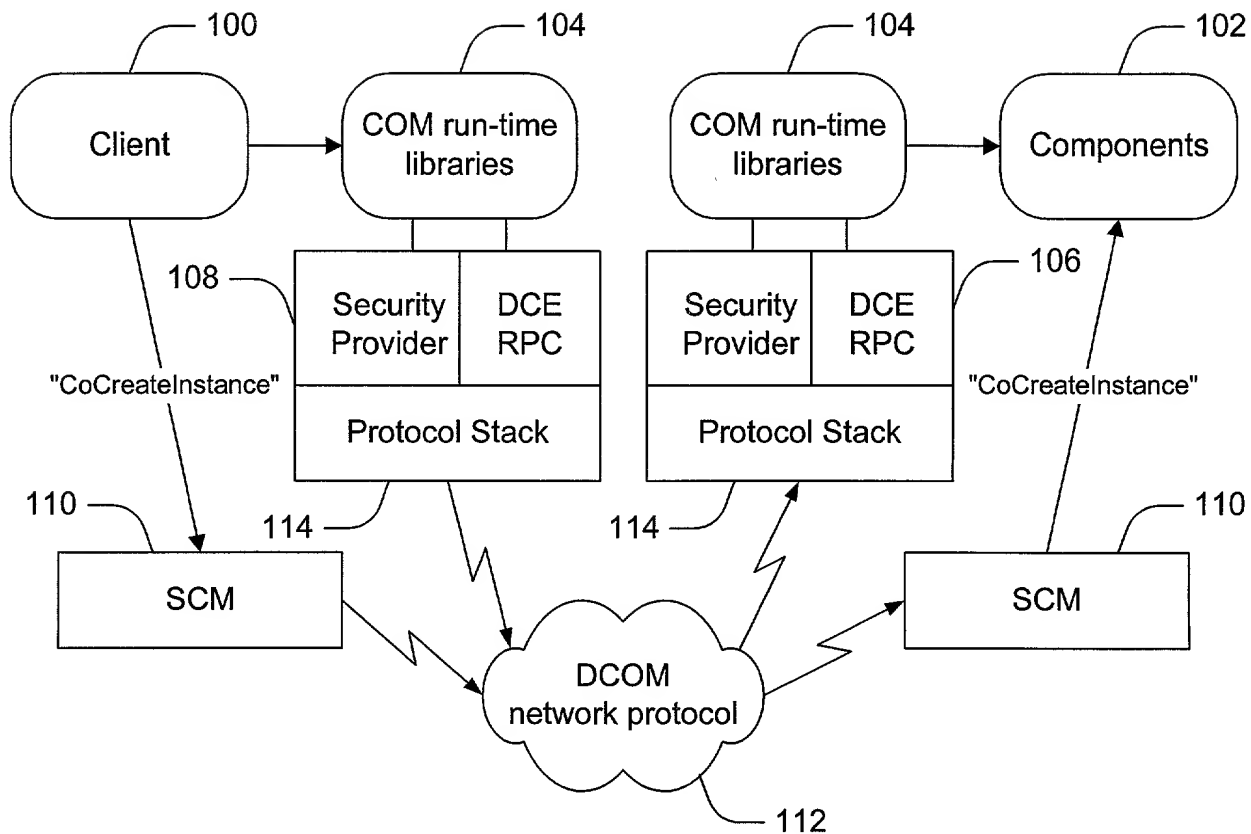 100
104
104
102
Client
COM run-time
libraries
COM run-time
libraries
Components
108
Security
Provider
DCE
RPC
Security
Provider
DCE
RPC
106
"CoCreateInstance"
"CoCreateInstance"
Protocol Stack
Protocol Stack
110
114
114
110
SCM
SCM
DCOM
network protocol
112